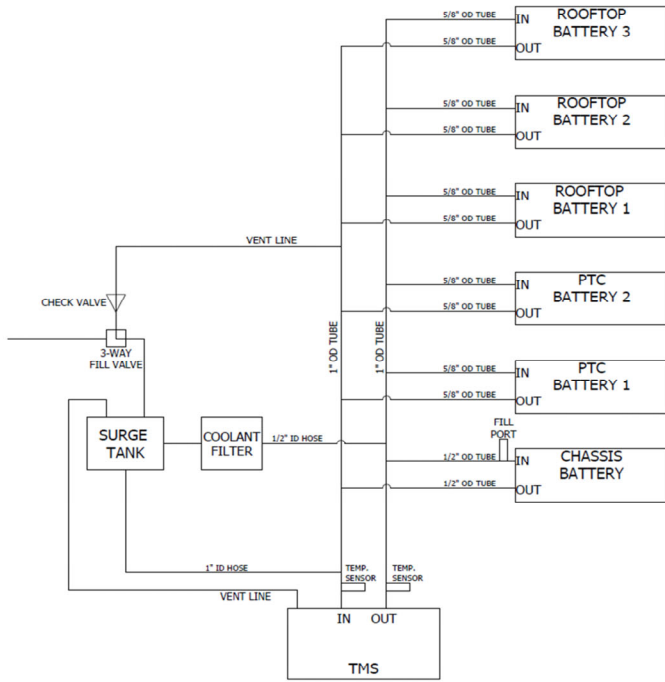 5/8" OD TUBE
IN
ROOFTOP
BATTERY 3
5/8" OD TUBE
OUT
5/8" OD TUBE
IN
ROOFTOP
BATTERY 2
5/8" OD TUBE
OUT
5/8" OD TUBE
IN
ROOFTOP
BATTERY 1
5/8" OD TUBE
OUT
VENT LINE
5/8" OD TUBE
IN
PTC
BATTERY 2
5/8" OD TUBE
OUT
CHECK VALVE
3-WAY
FILL VALVE
1" OD TUBE
1" OD TUBE
5/8" OD TUBE
IN
PTC
BATTERY 1
5/8" OD TUBE
OUT
SURGE
TANK
COOLANT
FILTER
1/2" ID HOSE
FILL
PORT
1/2" OD TUBE
IN
CHASSIS
BATTERY
1/2" OD TUBE
OUT
1" ID HOSE
TEMP.
SENSOR
TEMP.
SENSOR
VENT LINE
IN
OUT
TMS